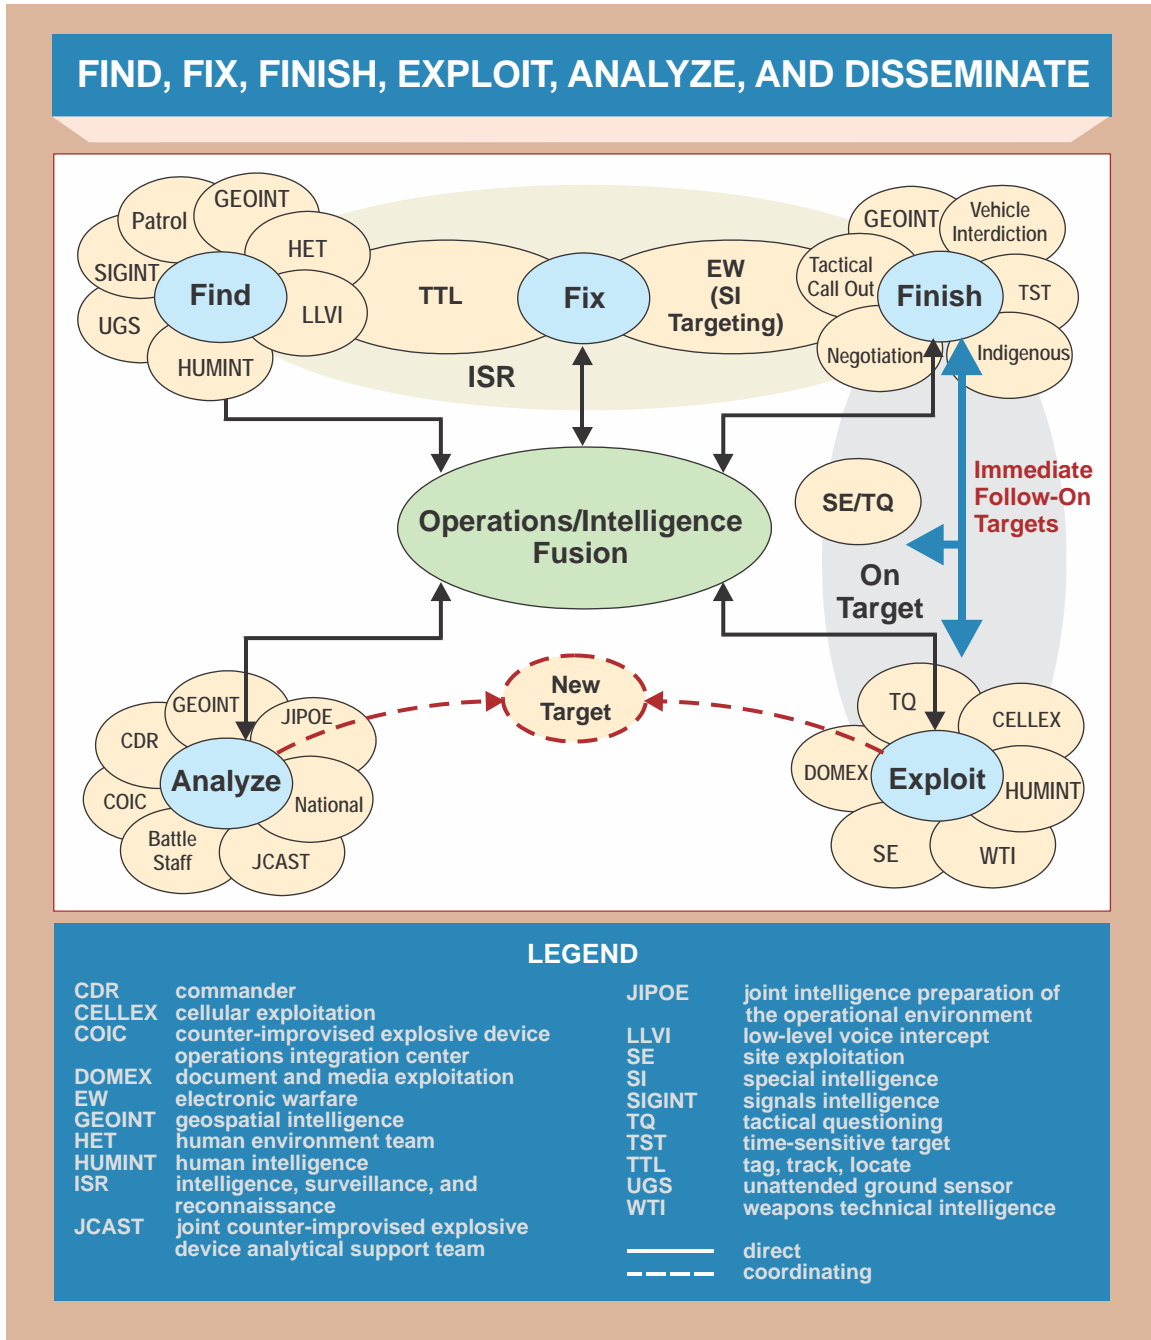 FIND, FIX, FINISH, EXPLOIT, ANALYZE, AND DISSEMINATE
GEOINT
Patrol
HET
SIGINT
Find
UGS
LLVI
HUMINT
TTL
Fix
EW
(SI
Targeting)
ISR
GEOINT
Vehicle
Interdiction
Tactical
Call Out
Finish
TST
Negotiation
Indigenous
Operations/Intelligence
Fusion
SE/TQ
Immediate
Follow-On
Targets
On
Target
New
Target
GEOINT
JIPOE
CDR
Analyze
COIC
National
Battle
Staff
JCAST
TQ
CELLEX
DOMEX
Exploit
HUMINT
SE
WTI
LEGEND
CDR commander
CELLEX cellular exploitation
COIC counter-improvised explosive device
operations integration center
DOMEX document and media exploitation
EW electronic warfare
GEOINT geospatial intelligence
HET human environment team
HUMINT human intelligence
ISR intelligence, surveillance, and
reconnaissance
JCAST joint counter-improvised explosive
device analytical support team
JIPOE joint intelligence preparation of
the operational environment
LLVI low-level voice intercept
SE site exploitation
SI special intelligence
SIGINT signals intelligence
TQ tactical questioning
TST time-sensitive target
TTL tag, track, locate
UGS unattended ground sensor
WTI weapons technical intelligence
direct
coordinating